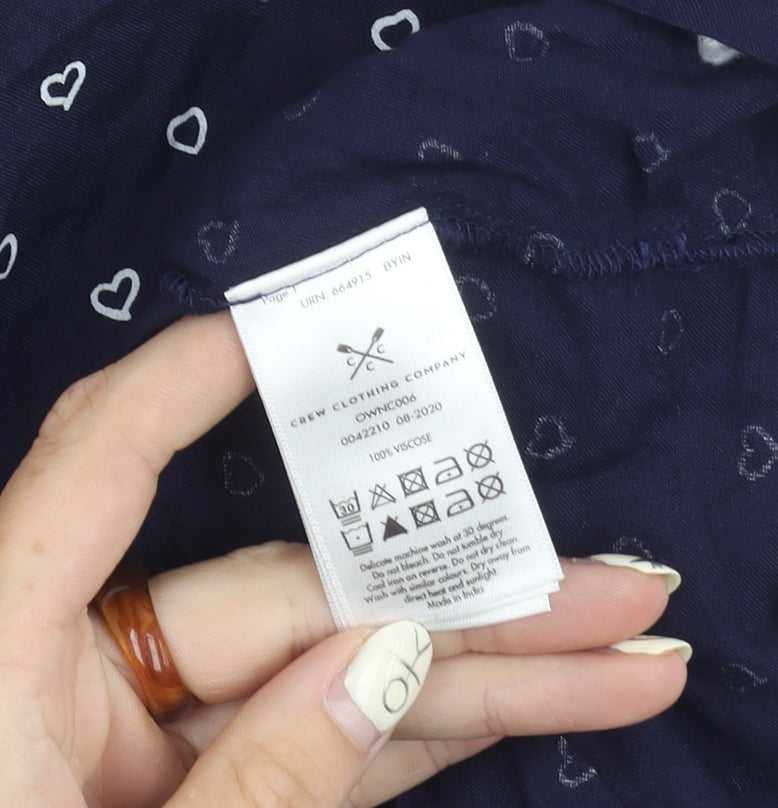 Page 1
URN 664915 BYIN
C C
C
CREW CLOTHING COMPANY
OWNC006
0042210 08-2020
100% VISCOSE
30
Delicate machine wash at 30 degrees
Do not bleach. Do not tumble dry.
Cool iron on reverse. Do not dry clean
Wash with similar colours. Dry away from
direct heat and sunlight
Made in India
OK